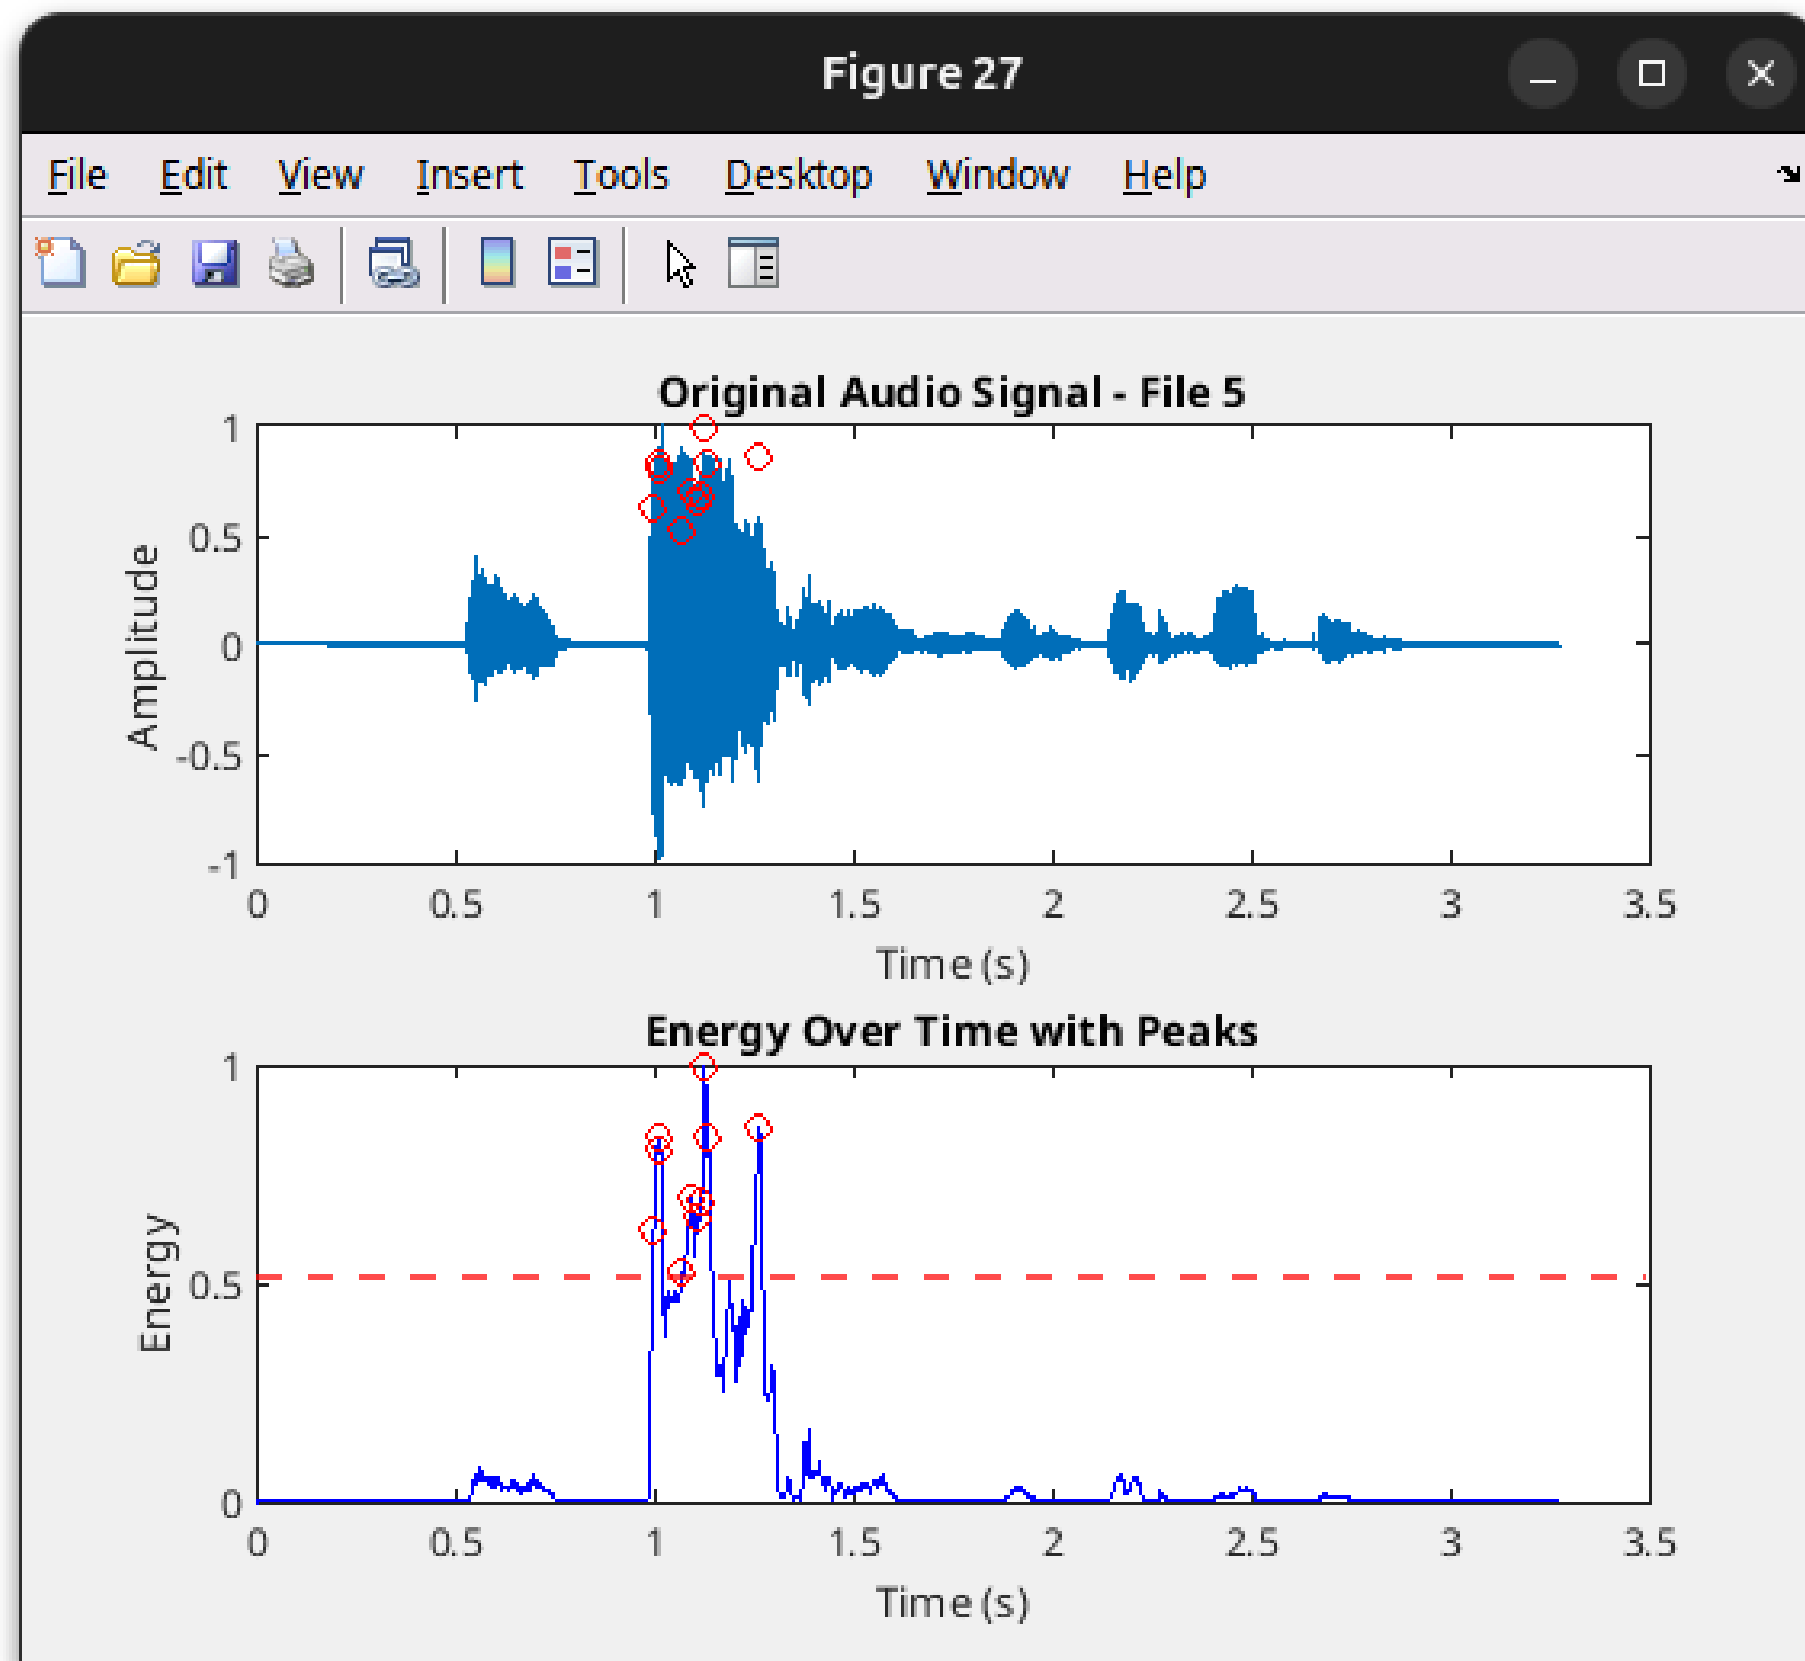 Figure 27
File Edit View Insert Tools Desktop Window Help
Original Audio Signal - File 5
1
0.5
0
-0.5
-1
Amplitude
0 0.5 1 1.5 2 2.5 3 3.5
Time (s)
Energy Over Time with Peaks
1
0.5
0
Energy
0 0.5 1 1.5 2 2.5 3 3.5
Time (s)